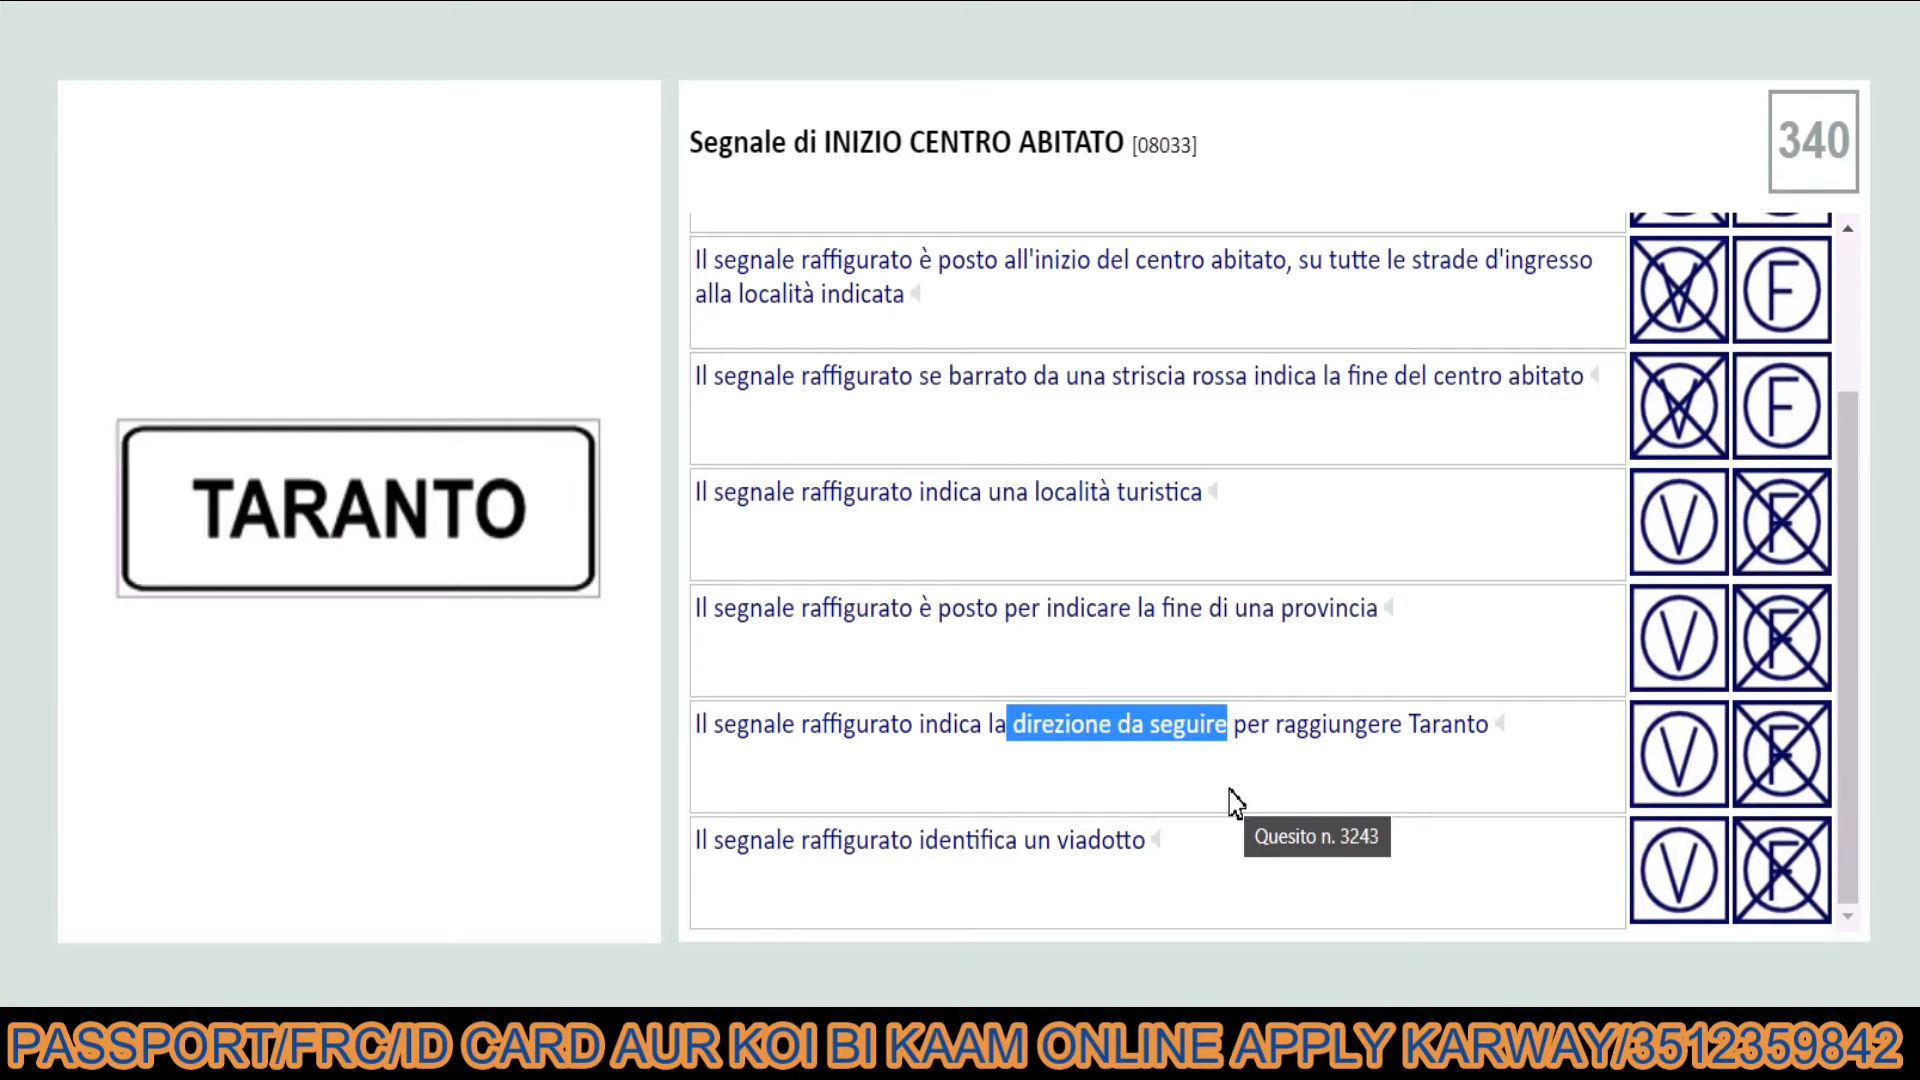 TARANTO
Segnale di INIZIO CENTRO ABITATO [08033]
340
Il segnale raffigurato è posto all'inizio del centro abitato, su tutte le strade d'ingresso
alla località indicata
V F
Il segnale raffigurato se barrato da una striscia rossa indica la fine del centro abitato
V F
Il segnale raffigurato indica una località turistica
V F
Il segnale raffigurato è posto per indicare la fine di una provincia
V F
Il segnale raffigurato indica la direzione da seguire per raggiungere Taranto
V F
Quesito n. 3243
Il segnale raffigurato identifica un viadotto
V F
PASSPORT/FRC/ID CARD AUR KOI BI KAAM ONLINE APPLY KARWAY/3512359842